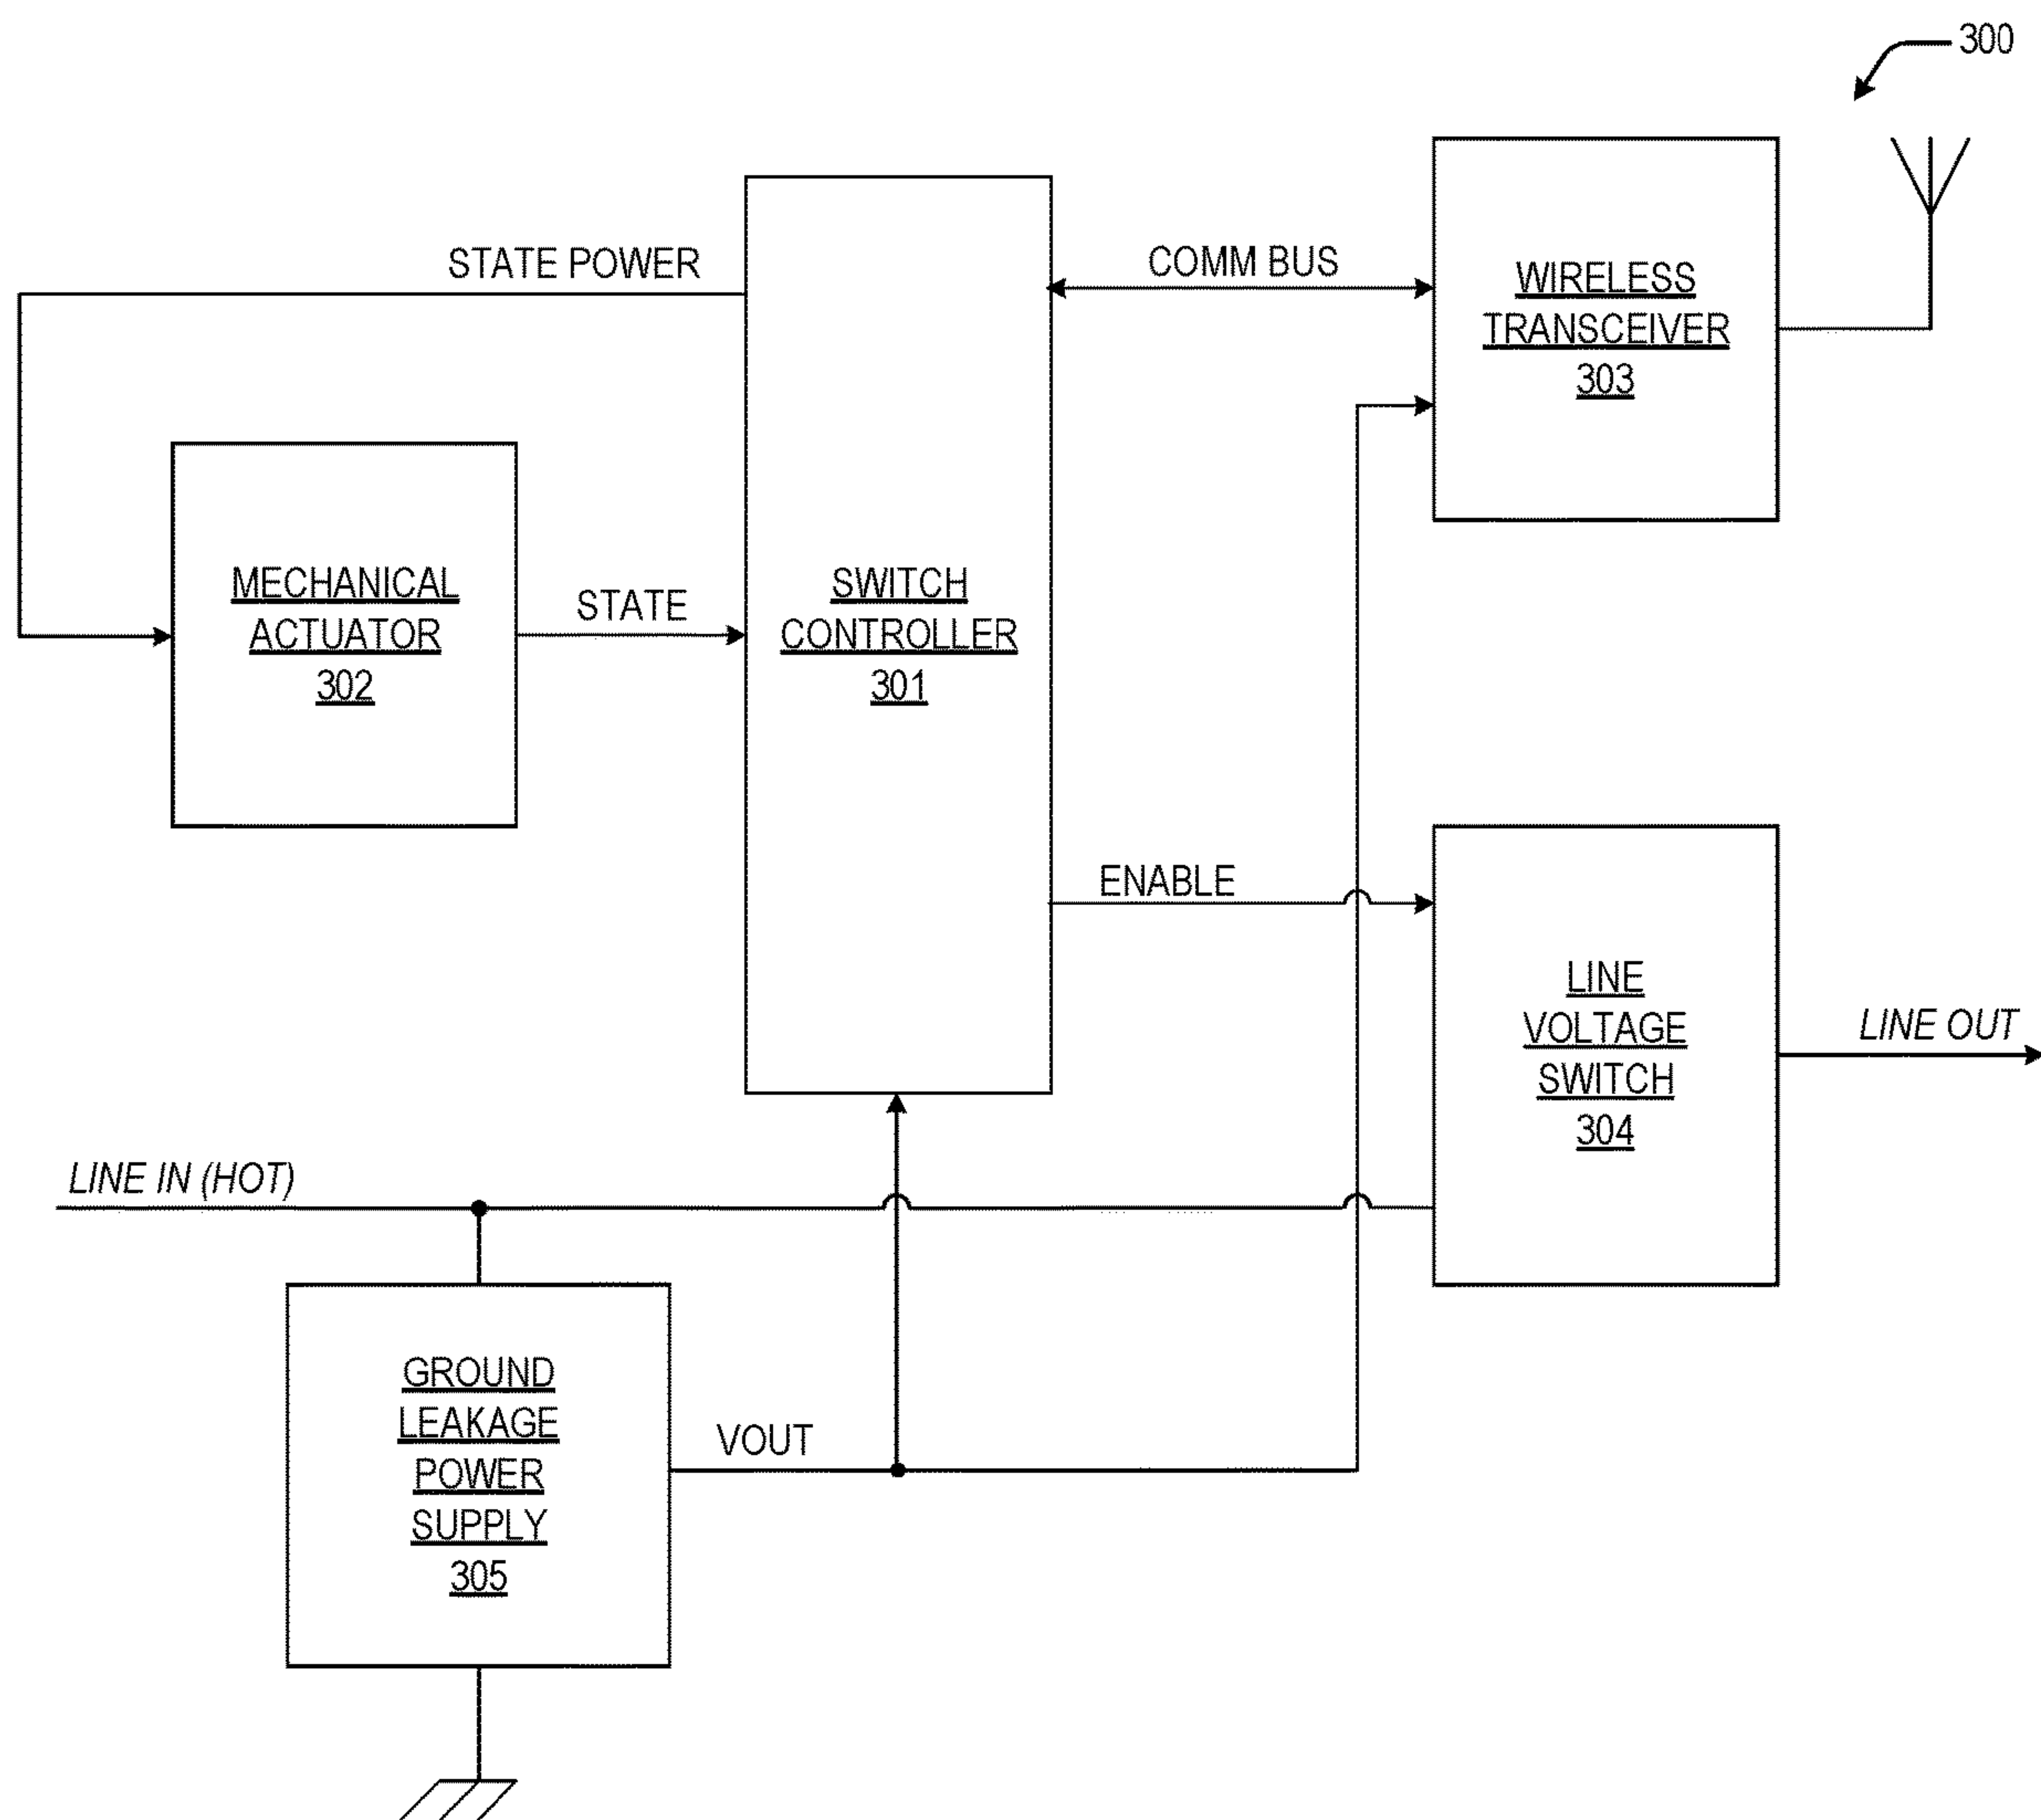 300
STATE POWER
COMM BUS
WIRELESS
TRANSCEIVER
303
MECHANICAL
ACTUATOR
302
STATE
SWITCH
CONTROLLER
301
ENABLE
LINE
VOLTAGE
SWITCH
304
LINE OUT
LINE IN (HOT)
GROUND
LEAKAGE
POWER
SUPPLY
305
VOUT